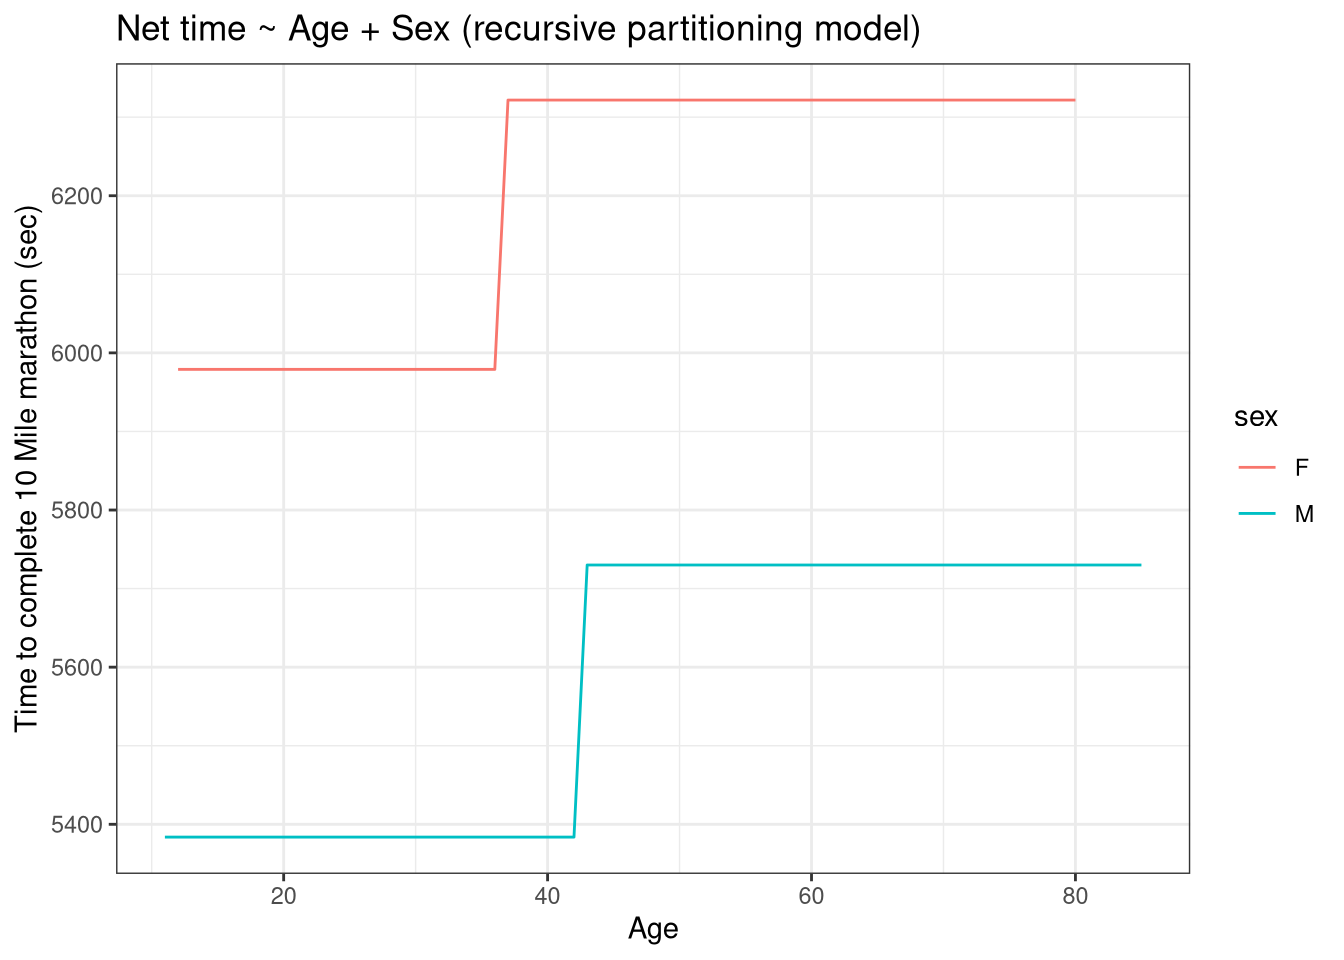 Net time ~ Age + Sex (recursive partitioning model)
Time to complete 10 Mile marathon (sec)
6200
6000
5800
5600
5400
20 40 60 80
Age
sex
F
M